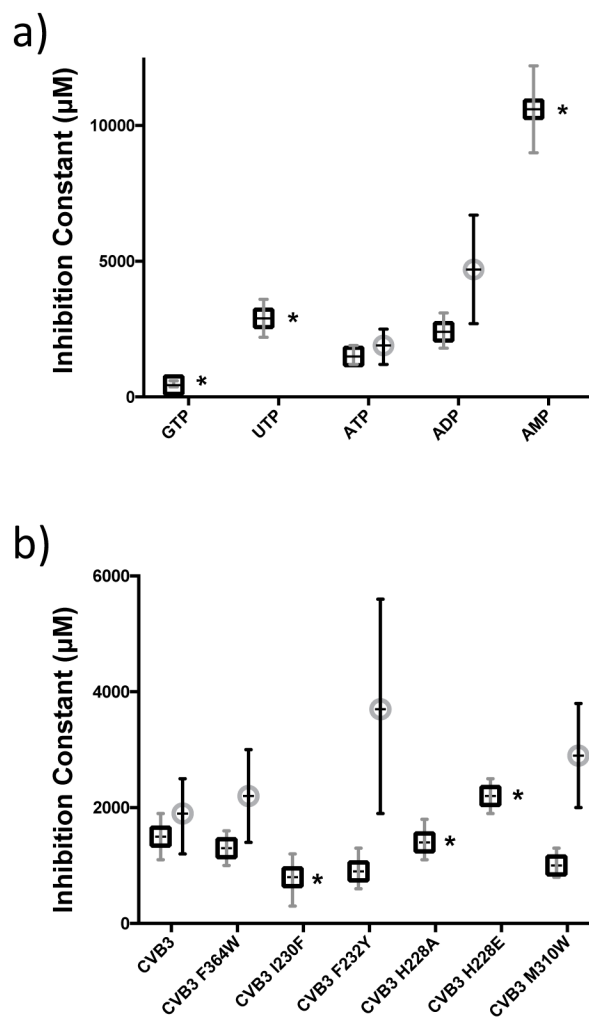 a)
Inhibition Constant (µM)
10000
5000
0
*
*
*
GTP
UTP
ATP
ADP
AMP
b)
Inhibition Constant (µM)
6000
4000
2000
0
*
*
*
CVB3
CVB3 F364W
CVB3 I230F
CVB3 F232Y
CVB3 H228A
CVB3 H228E
CVB3 M310W